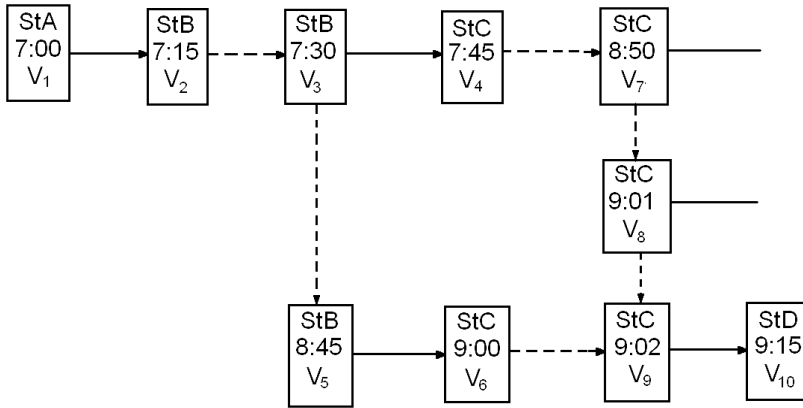 StA
7:00
V1
StB
7:15
V2
StB
7:30
V3
StC
7:45
V4
StC
8:50
V7
StC
9:01
V8
StB
8:45
V5
StC
9:00
V6
StC
9:02
V9
StD
9:15
V10